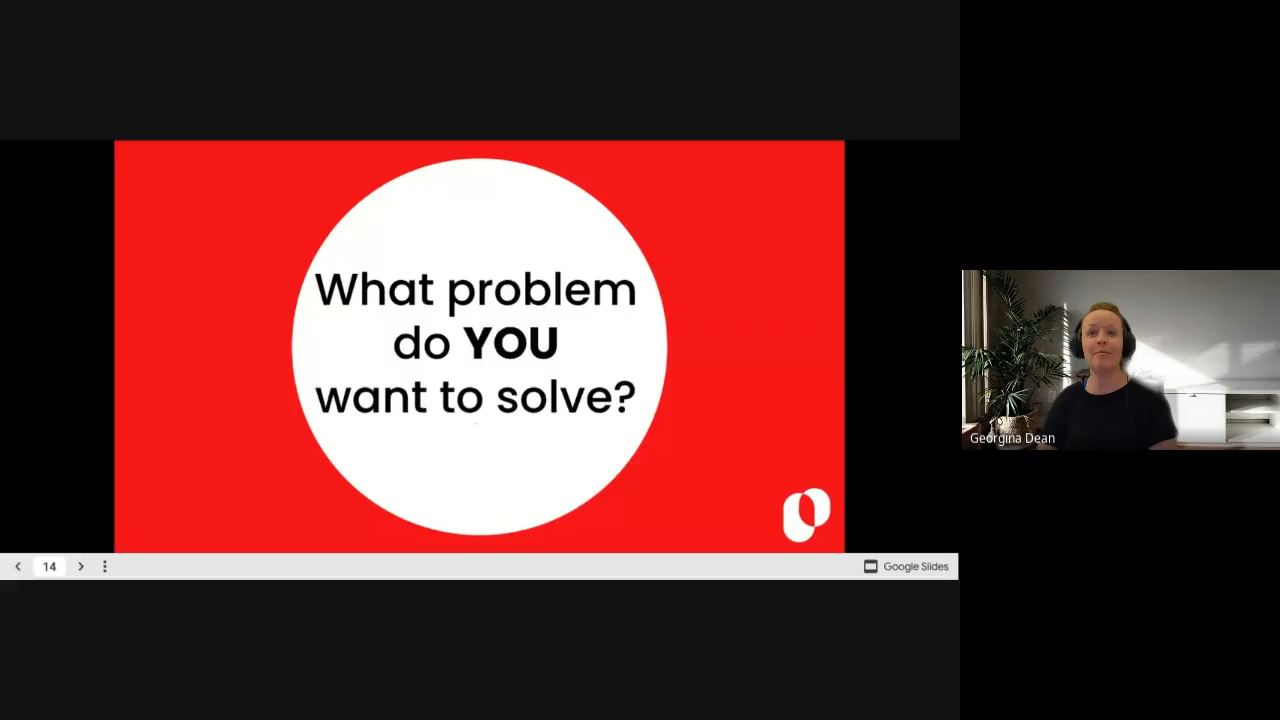 What problem
do YOU
want to solve?
14
Google Slides
Georgina Dean